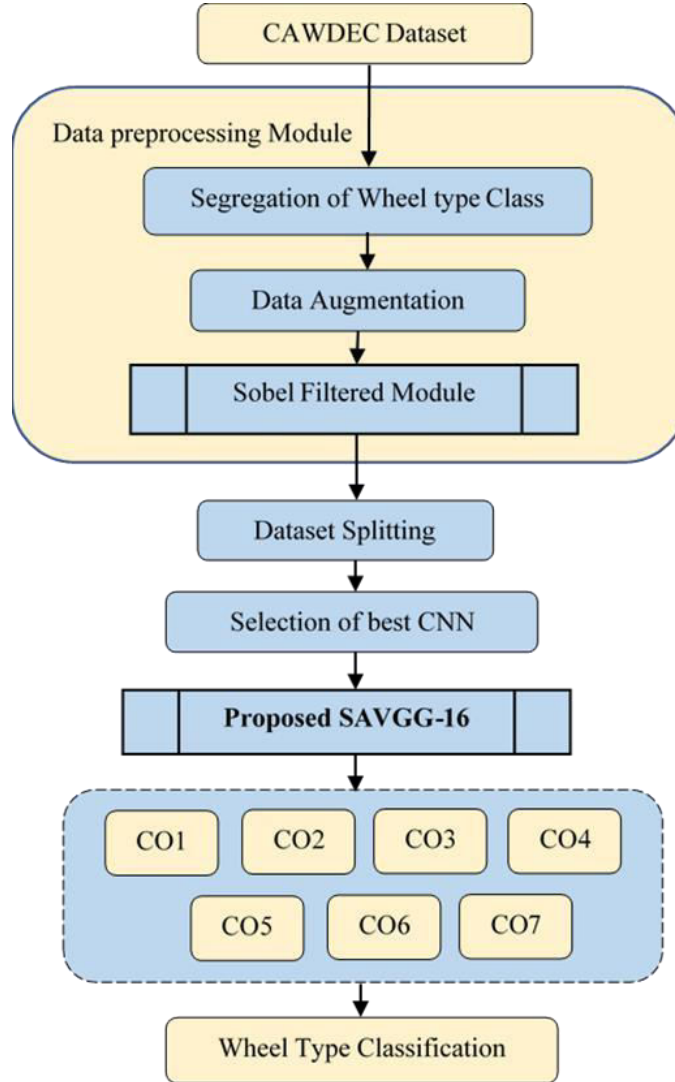 CAWDEC Dataset
Data preprocessing Module
Segregation of Wheel type Class
Data Augmentation
Sobel Filtered Module
Dataset Splitting
Selection of best CNN
Proposed SAVGG-16
CO1 CO2 CO3 CO4
CO5 CO6 CO7
Wheel Type Classification